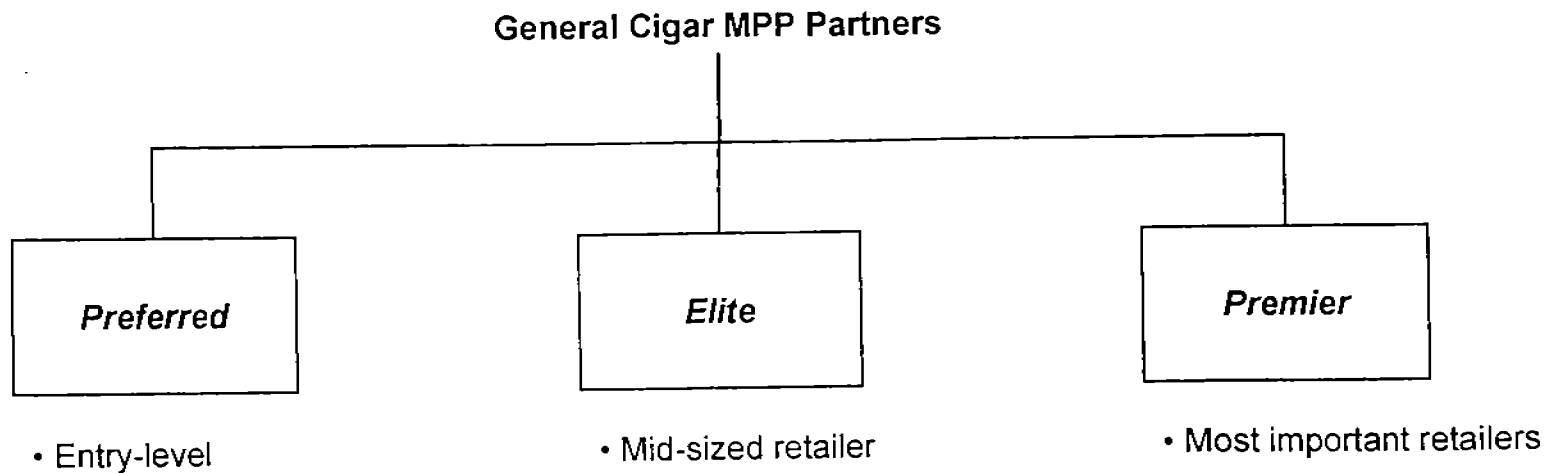 General Cigar MPP Partners
Preferred
Elite
Premier
• Entry-level
• Mid-sized retailer
• Most important retailers